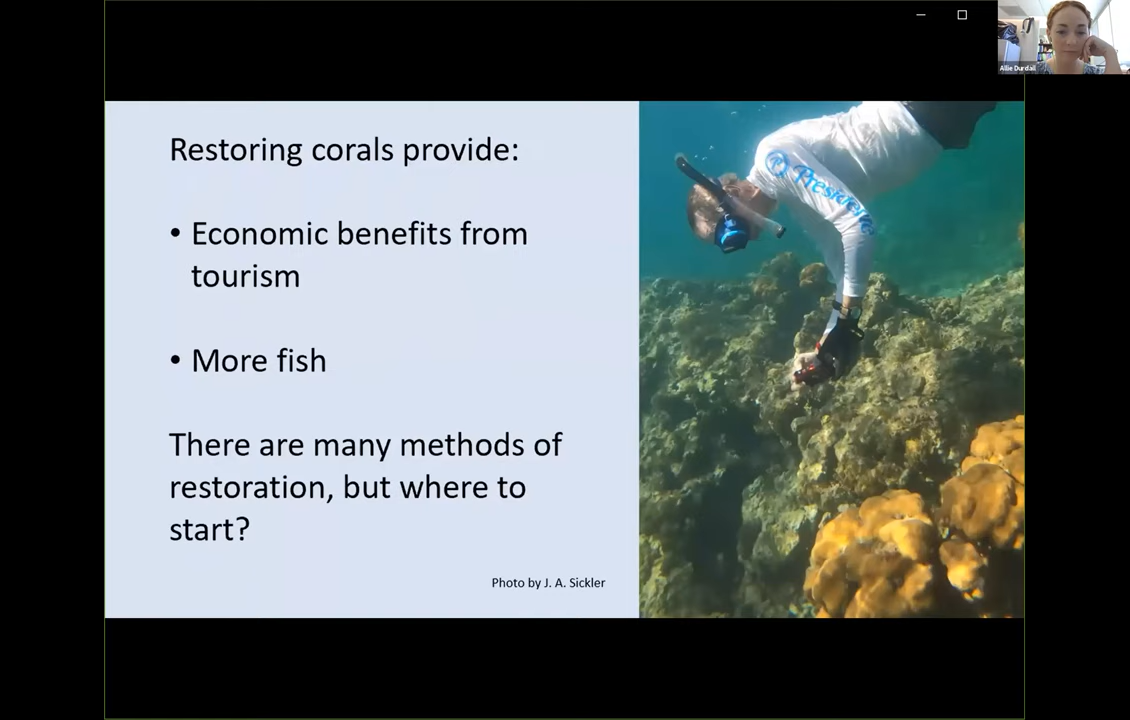 Allie Durdall
Restoring corals provide:
• Economic benefits from
tourism
• More fish
There are many methods of
restoration, but where to
start?
Photo by J. A. Sickler